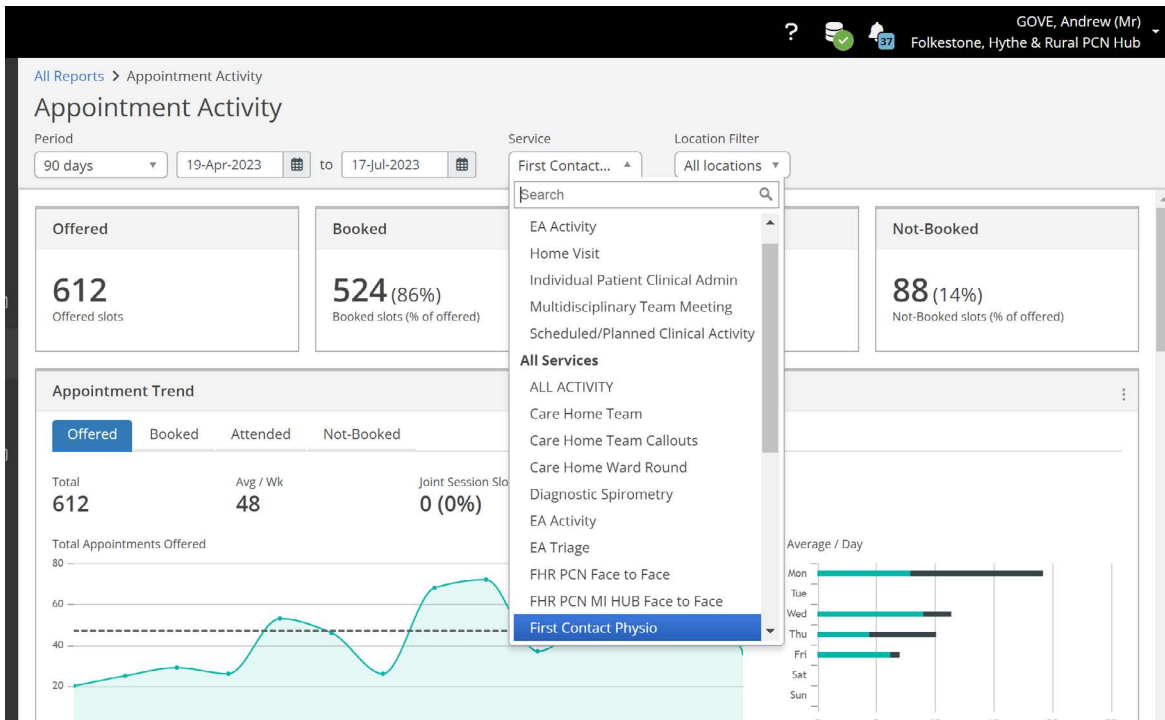 ?
37
GOVE, Andrew (Mr)
Folkestone, Hythe & Rural PCN Hub
All Reports > Appointment Activity
Appointment Activity
Period
Service
Location Filter
90 days
19-Apr-2023
to
17-Jul-2023
First Contact...
All locations
Search
EA Activity
Home Visit
Individual Patient Clinical Admin
Multidisciplinary Team Meeting
Scheduled/Planned Clinical Activity
All Services
ALL ACTIVITY
Care Home Team
Care Home Team Callouts
Care Home Ward Round
Diagnostic Spirometry
EA Activity
EA Triage
FHR PCN Face to Face
FHR PCN MI HUB Face to Face
First Contact Physio
Offered
612
Offered slots
Booked
524 (86%)
Booked slots (% of offered)
Not-Booked
88 (14%)
Not-Booked slots (% of offered)
Appointment Trend
Offered
Booked
Attended
Not-Booked
Total
Avg / Wk
Joint Session Slo
612
48
0 (0%)
Total Appointments Offered
80
60
40
20
Average / Day
Mon
Tue
Wed
Thu
Fri
Sat
Sun